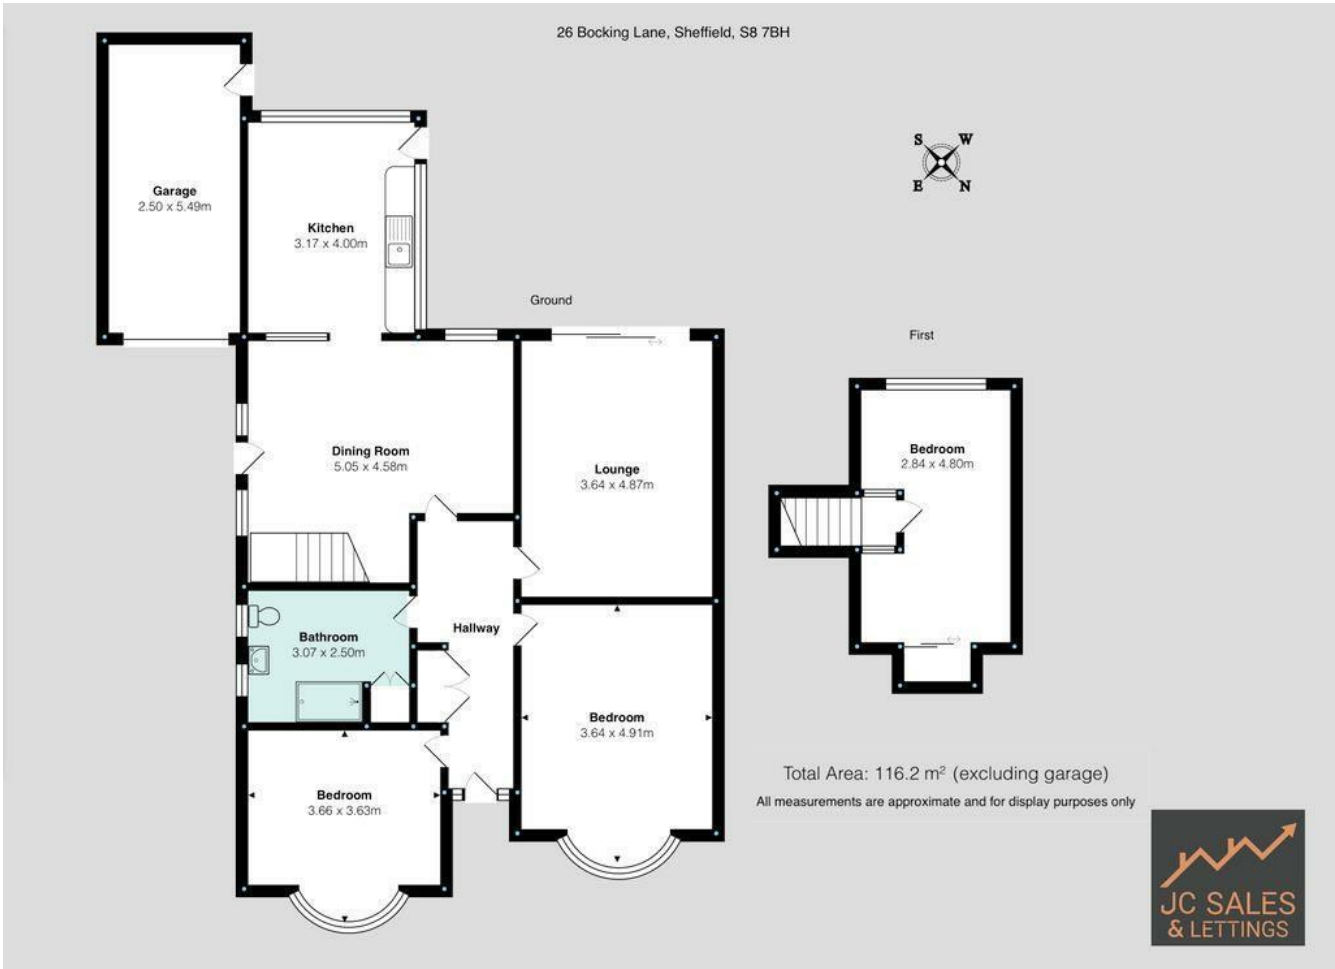 26 Bocking Lane, Sheffield, S8 7BH
S W
E N
Garage
2.50 x 5.49m
Kitchen
3.17 x 4.00m
Ground
First
Dining Room
5.05 x 4.58m
Lounge
3.64 x 4.87m
Bedroom
2.84 x 4.80m
Hallway
Bathroom
3.07 x 2.50m
Bedroom
3.64 x 4.91m
Bedroom
3.66 x 3.63m
Total Area: 116.2 m² (excluding garage)
All measurements are approximate and for display purposes only
JC SALES
& LETTINGS